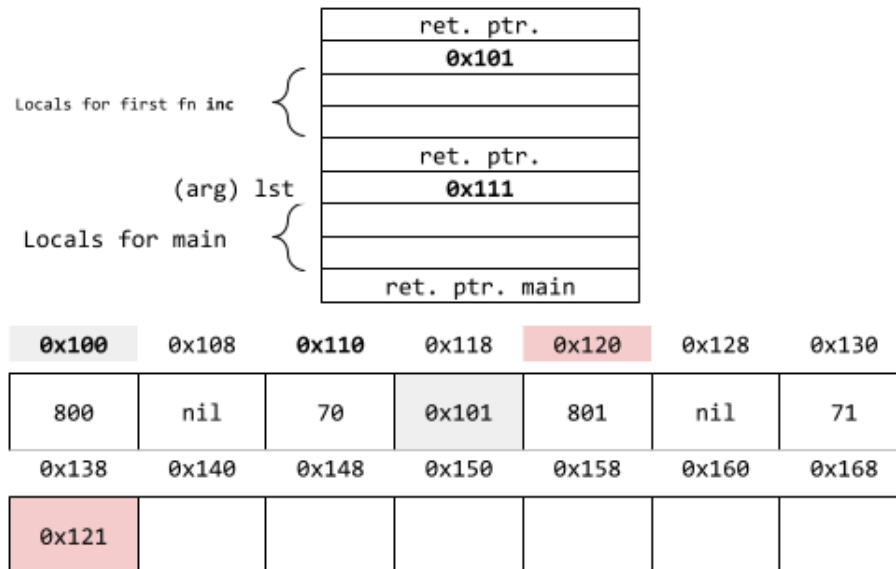 ret. ptr.
0x101
Locals for first fn inc
ret. ptr.
(arg) lst 0x111
Locals for main
ret. ptr. main
0x100 0x108 0x110 0x118 0x120 0x128 0x130
800 nil 70 0x101 801 nil 71
0x138 0x140 0x148 0x150 0x158 0x160 0x168
0x121